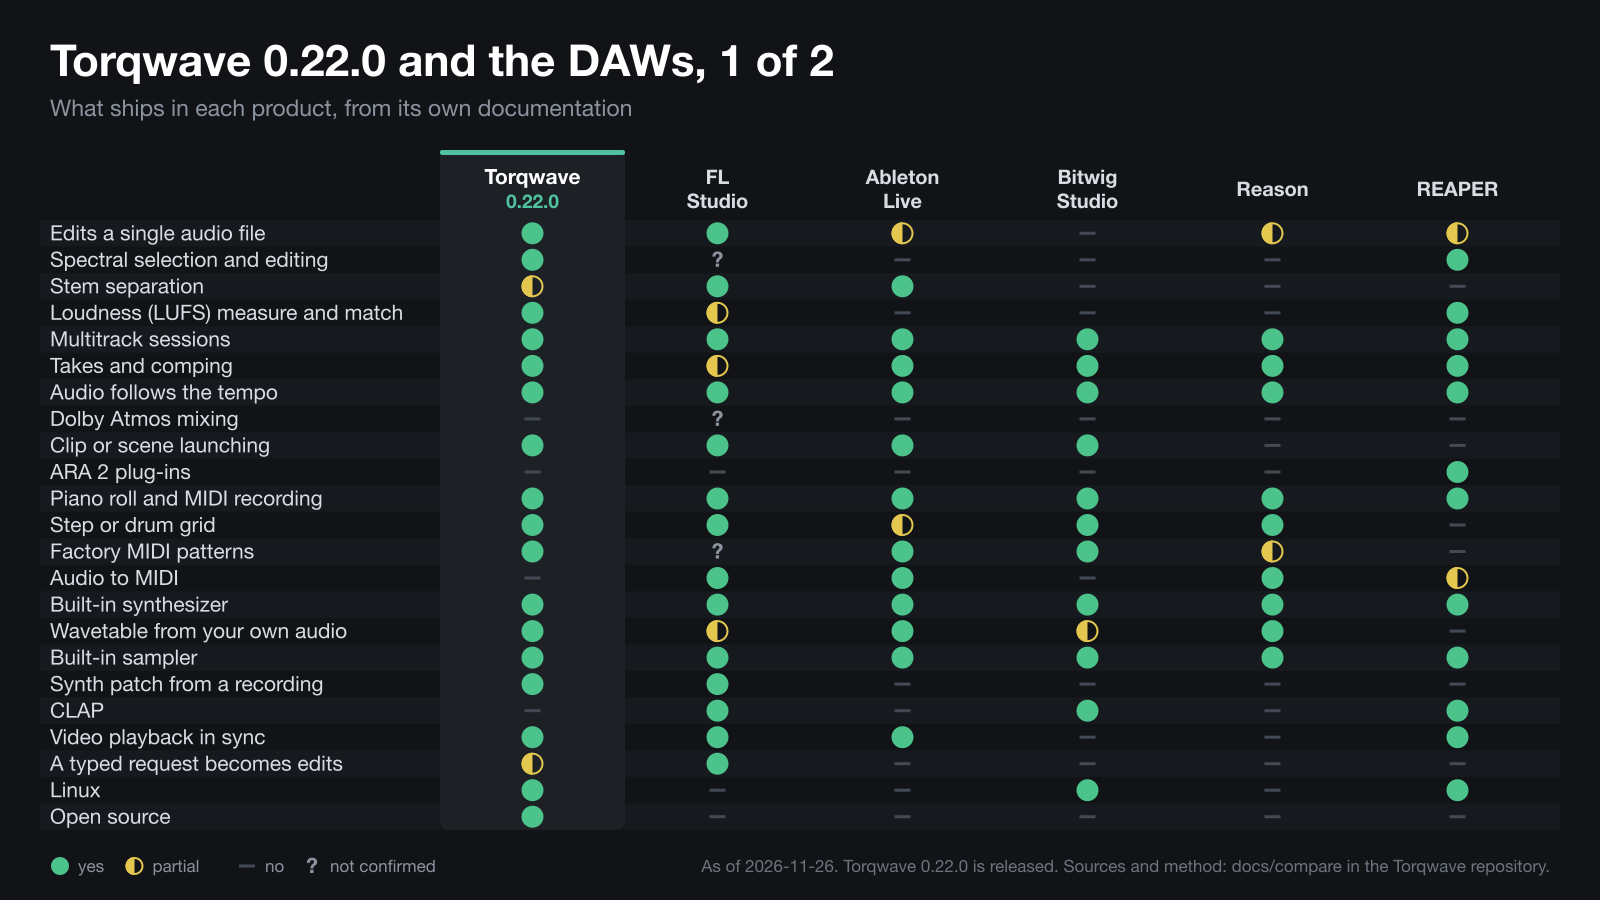 Torqwave 0.22.0 and the DAWs, 1 of 2
What ships in each product, from its own documentation
Torqwave
0.22.0
FL
Studio
Ableton
Live
Bitwig
Studio
Reason
REAPER
Edits a single audio file
Spectral selection and editing
?
Stem separation
Loudness (LUFS) measure and match
Multitrack sessions
Takes and comping
Audio follows the tempo
Dolby Atmos mixing
?
Clip or scene launching
ARA 2 plug-ins
Piano roll and MIDI recording
Step or drum grid
Factory MIDI patterns
?
Audio to MIDI
Built-in synthesizer
Wavetable from your own audio
Built-in sampler
Synth patch from a recording
CLAP
Video playback in sync
A typed request becomes edits
Linux
Open source
yes partial — no ? not confirmed
As of 2026-11-26. Torqwave 0.22.0 is released. Sources and method: docs/compare in the Torqwave repository.